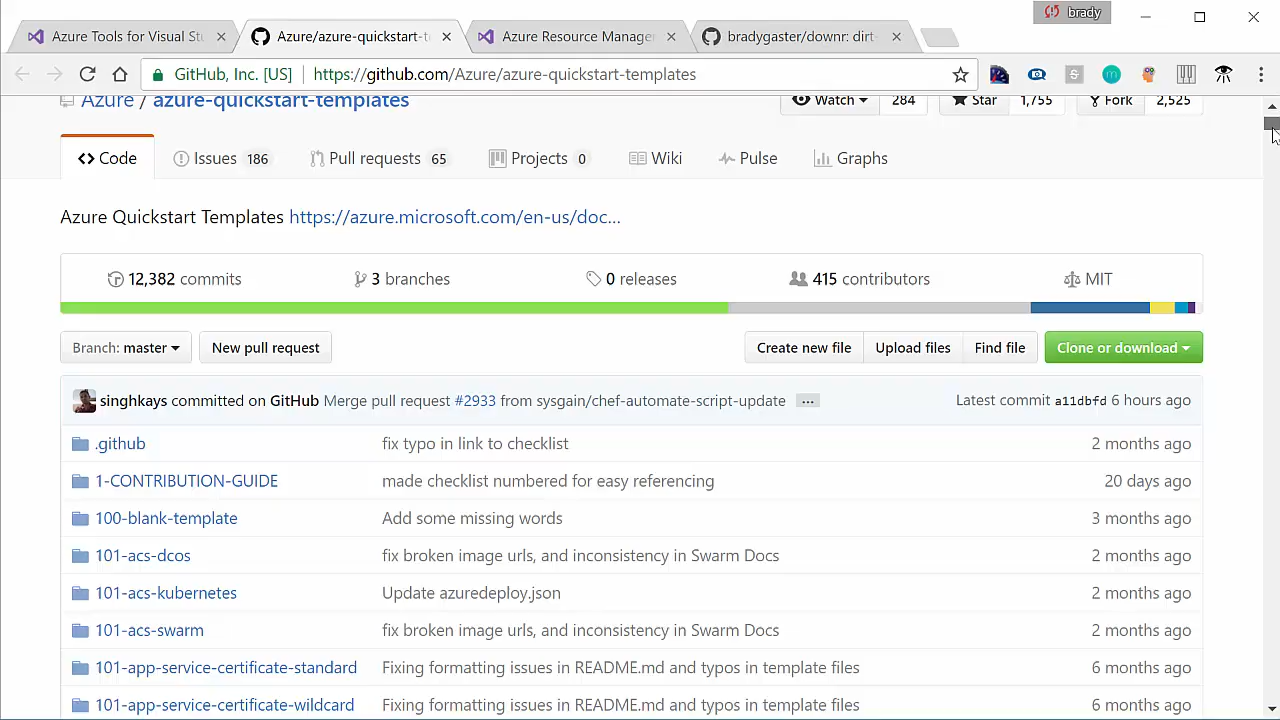 brady
Azure Tools for Visual Stu
Azure/azure-quickstart-t
Azure Resource Manage
bradygaster/downr: dirt
GitHub, Inc. [US]
https://github.com/Azure/azure-quickstart-templates
Azure / azure-quickstart-templates
Watch 284
Star 1,755
Fork 2,525
Code
Issues 186
Pull requests 65
Projects 0
Wiki
Pulse
Graphs
Azure Quickstart Templates https://azure.microsoft.com/en-us/doc…
12,382 commits
3 branches
0 releases
415 contributors
MIT
Branch: master
New pull request
Create new file
Upload files
Find file
Clone or download
singhkays committed on GitHub Merge pull request #2933 from sysgain/chef-automate-script-update ...
Latest commit a11dbfd 6 hours ago
.github fix typo in link to checklist 2 months ago
1-CONTRIBUTION-GUIDE made checklist numbered for easy referencing 20 days ago
100-blank-template Add some missing words 3 months ago
101-acs-dcos fix broken image urls, and inconsistency in Swarm Docs 2 months ago
101-acs-kubernetes Update azuredeploy.json 2 months ago
101-acs-swarm fix broken image urls, and inconsistency in Swarm Docs 2 months ago
101-app-service-certificate-standard Fixing formatting issues in README.md and typos in template files 6 months ago
101-app-service-certificate-wildcard Fixing formatting issues in README.md and typos in template files 6 months ago